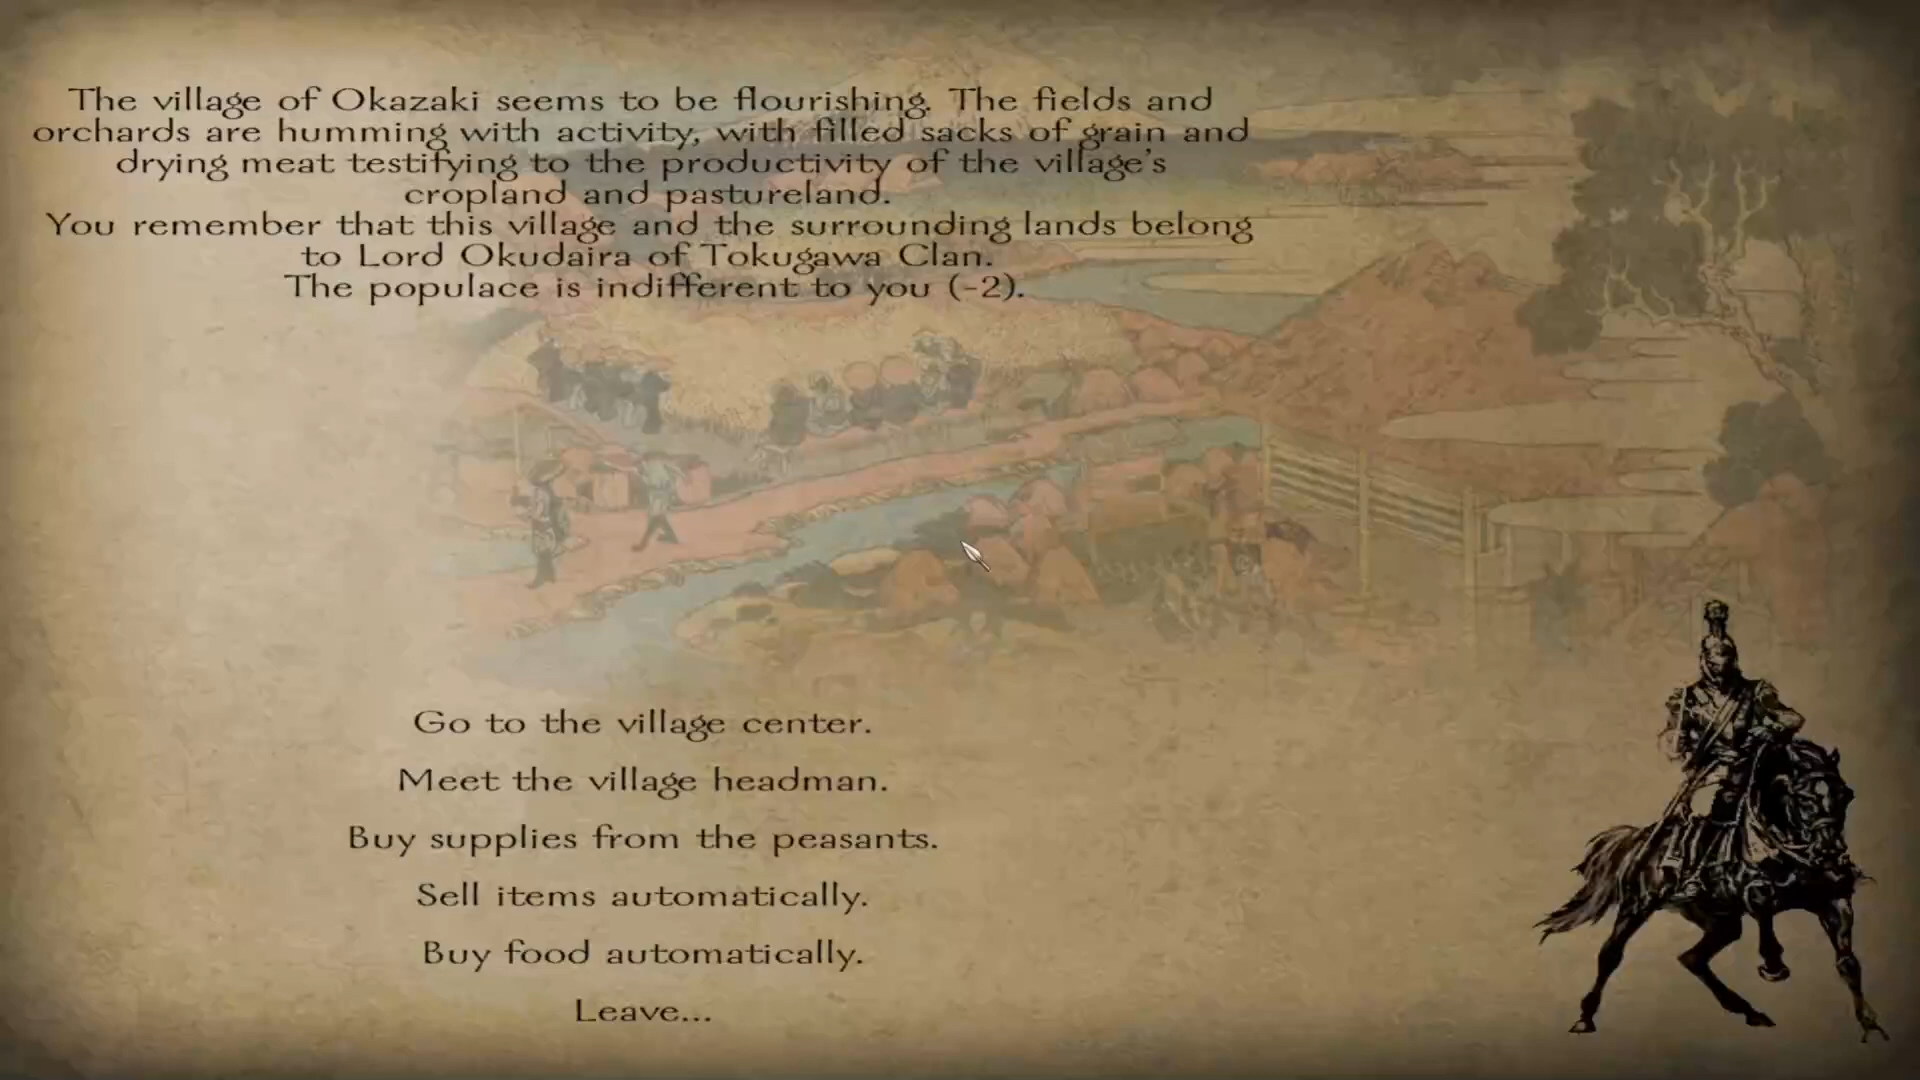 The village of Okazaki seems to be flourishing. The fields and
orchards are humming with activity, with filled sacks of grain and
drying meat testifying to the productivity of the village's
cropland and pastureland.
You remember that this village and the surrounding lands belong
to Lord Okudaira of Tokugawa Clan.
The populace is indifferent to you (-2).
Go to the village center.
Meet the village headman.
Buy supplies from the peasants.
Sell items automatically.
Buy food automatically.
Leave...